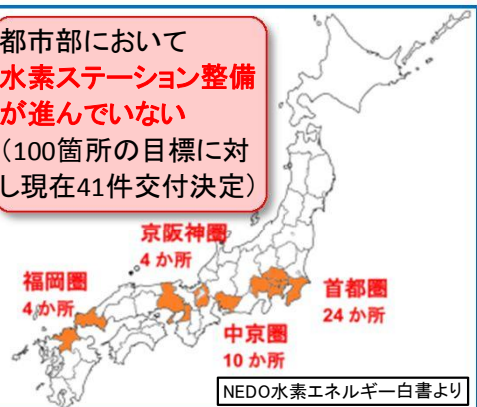 都市部において
水素ステーション整備
が進んでいない
（100箇所の目標に対
し現在41件交付決定）
京阪神圏
4 か所
福岡圏
4 か所
首都圏
24 か所
中京圏
10 か所
NEDO水素エネルギー白書より